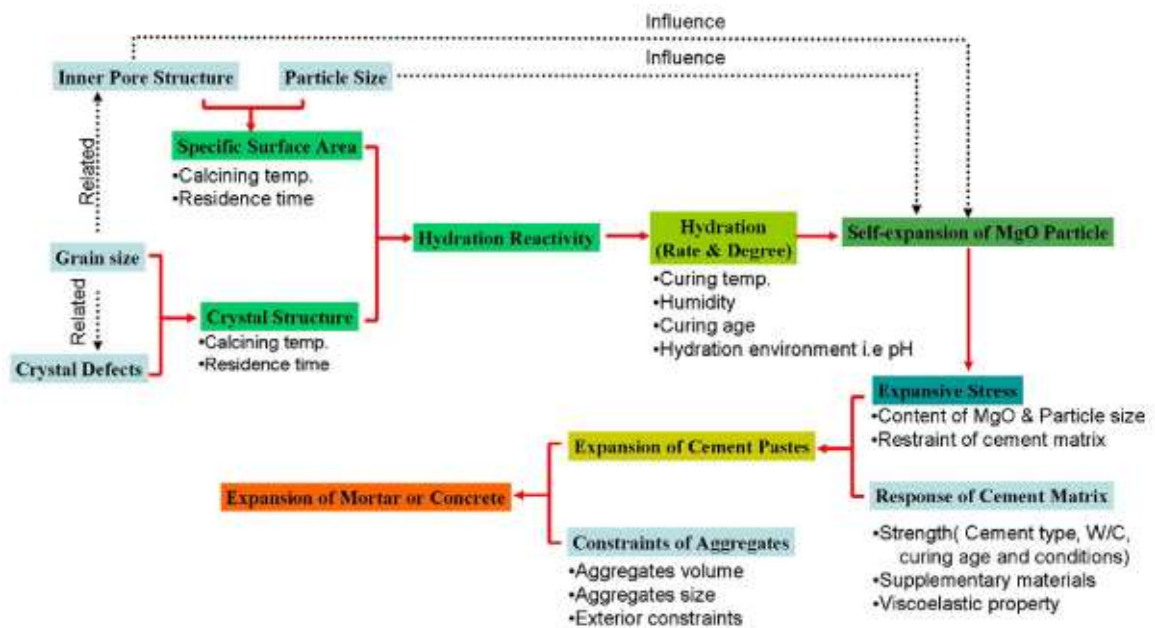 Influence
Influence
Inner Pore Structure
Particle Size
Related
Specific Surface Area
•Calcining temp.
•Residence time
Grain size
Related
Crystal Defects
Crystal Structure
•Calcining temp.
•Residence time
Hydration Reactivity
Hydration
(Rate & Degree)
•Curing temp.
•Humidity
•Curing age
•Hydration environment i.e pH
Self-expansion of MgO Particle
Expansive Stress
•Content of MgO & Particle size
•Restraint of cement matrix
Expansion of Cement Pastes
Response of Cement Matrix
•Strength( Cement type, W/C,
curing age and conditions)
•Supplementary materials
•Viscoelastic property
Expansion of Mortar or Concrete
Constraints of Aggregates
•Aggregates volume
•Aggregates size
•Exterior constraints